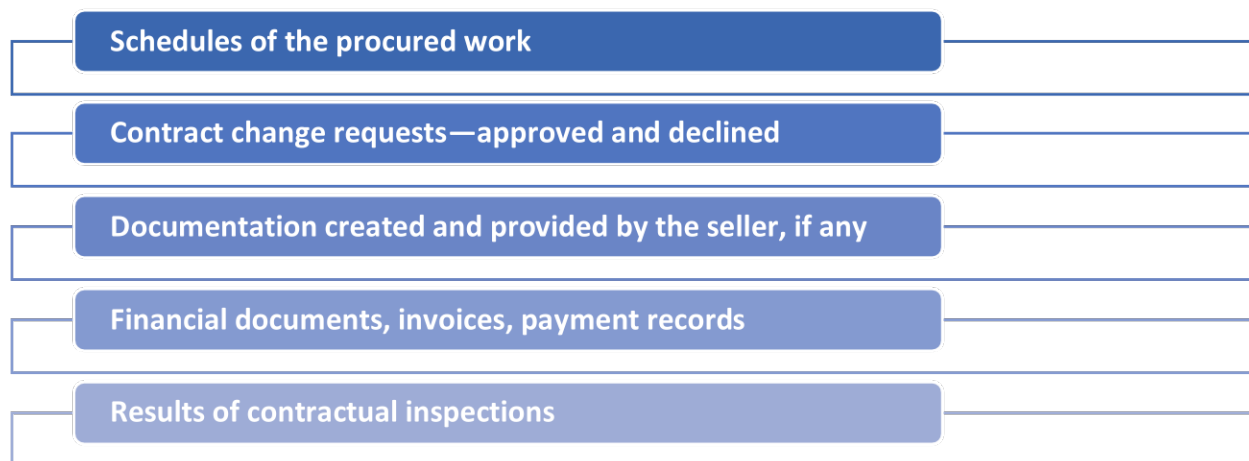 Schedules of the procured work
Contract change requests—approved and declined
Documentation created and provided by the seller, if any
Financial documents, invoices, payment records
Results of contractual inspections